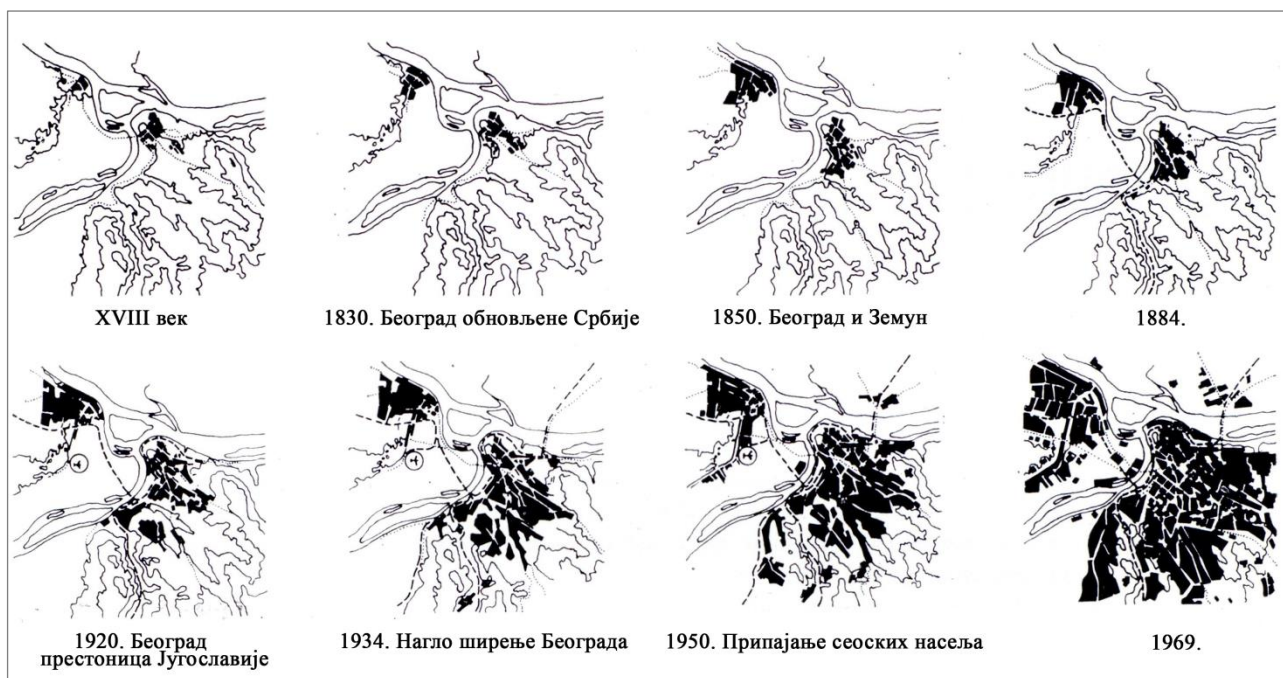 XVIII век
1830. Београд обновљене Србије
1850. Београд и Земун
1884.
1920. Београд
престоница Југославије
1934. Нагло ширење Београда
1950. Припајање сеоских насеља
1969.